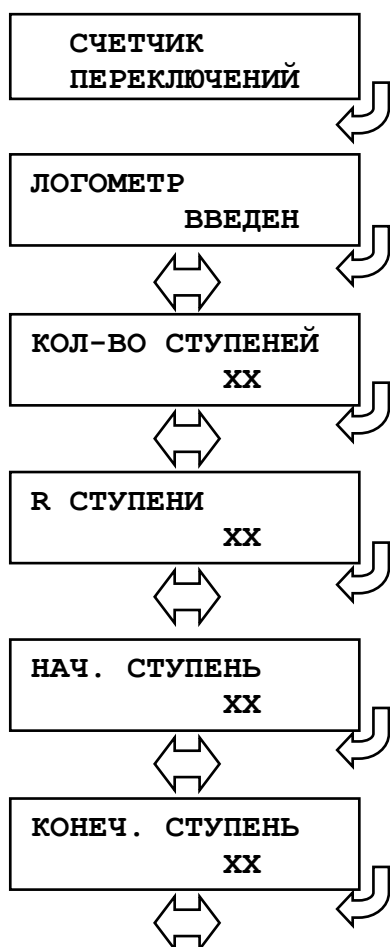 СЧЕТЧИК
ПЕРЕКЛЮЧЕНИЙ
ЛОГОМЕТР
ВВЕДЕН
КОЛ-ВО СТУПЕНЕЙ
XX
R СТУПЕНИ
XX
НАЧ. СТУПЕНЬ
XX
КОНЕЧ. СТУПЕНЬ
XX